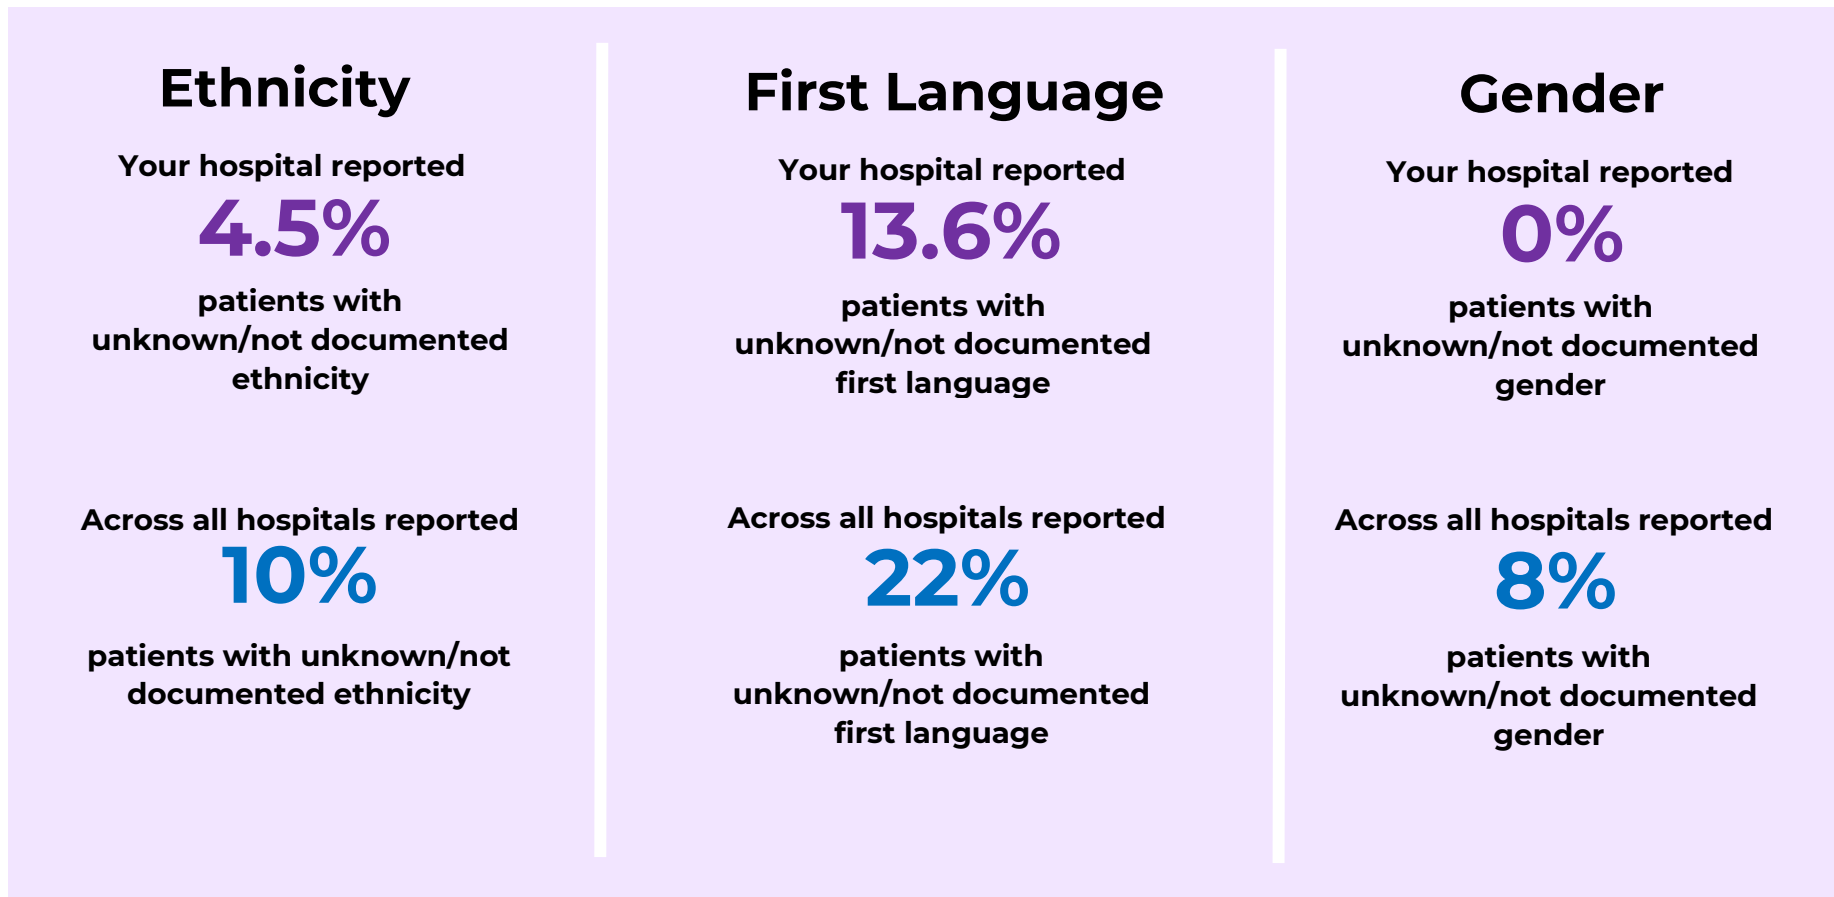 Ethnicity
Your hospital reported
4.5%
patients with
unknown/not documented
ethnicity
Across all hospitals reported
10%
patients with unknown/not
documented ethnicity
First Language
Your hospital reported
13.6%
patients with
unknown/not documented
first language
Across all hospitals reported
22%
patients with
unknown/not documented
first language
Gender
Your hospital reported
0%
patients with
unknown/not documented
gender
Across all hospitals reported
8%
patients with
unknown/not documented
gender